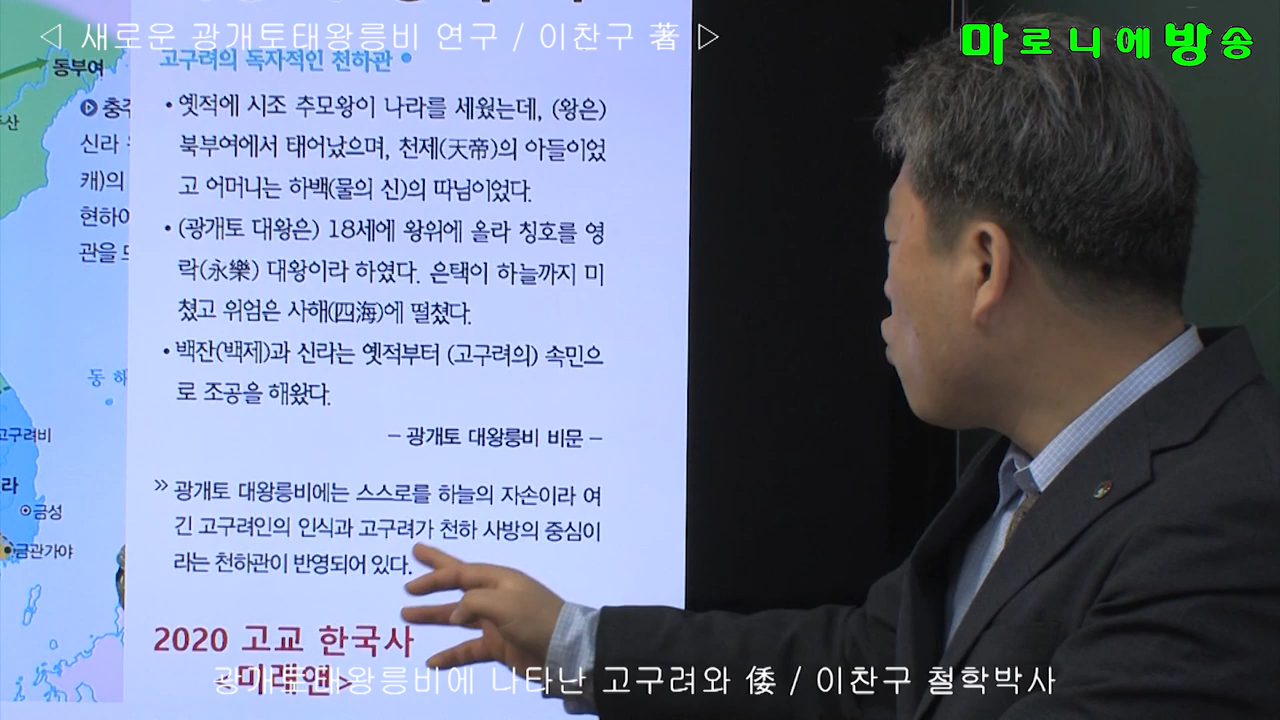 ◁ 새로운 광개토태왕릉비 연구 / 이찬구 著 ▷
마로니에방송
고구려의 독자적인 천하관
• 옛적에 시조 추모왕이 나라를 세웠는데, (왕은)
북부여에서 태어났으며, 천제(天帝)의 아들이었
고 어머니는 하백(물의 신)의 따님이었다.
• (광개토 대왕은) 18세에 왕위에 올라 칭호를 영
락(永樂) 대왕이라 하였다. 은택이 하늘까지 미
쳤고 위엄은 사해(四海)에 떨쳤다.
• 백잔(백제)과 신라는 옛적부터 (고구려의) 속민으
로 조공을 해왔다.
– 광개토 대왕릉비 비문 –
» 광개토 대왕릉비에는 스스로를 하늘의 자손이라 여
긴 고구려인의 인식과 고구려가 천하 사방의 중심이
라는 천하관이 반영되어 있다.
2020 고교 한국사
미래앤>
광개토태왕릉비에 나타난 고구려와 倭 / 이찬구 철학박사
동부여
충주
신라
캐)의
현하여
관을
동 해
고구려비
라
금성
금관가야